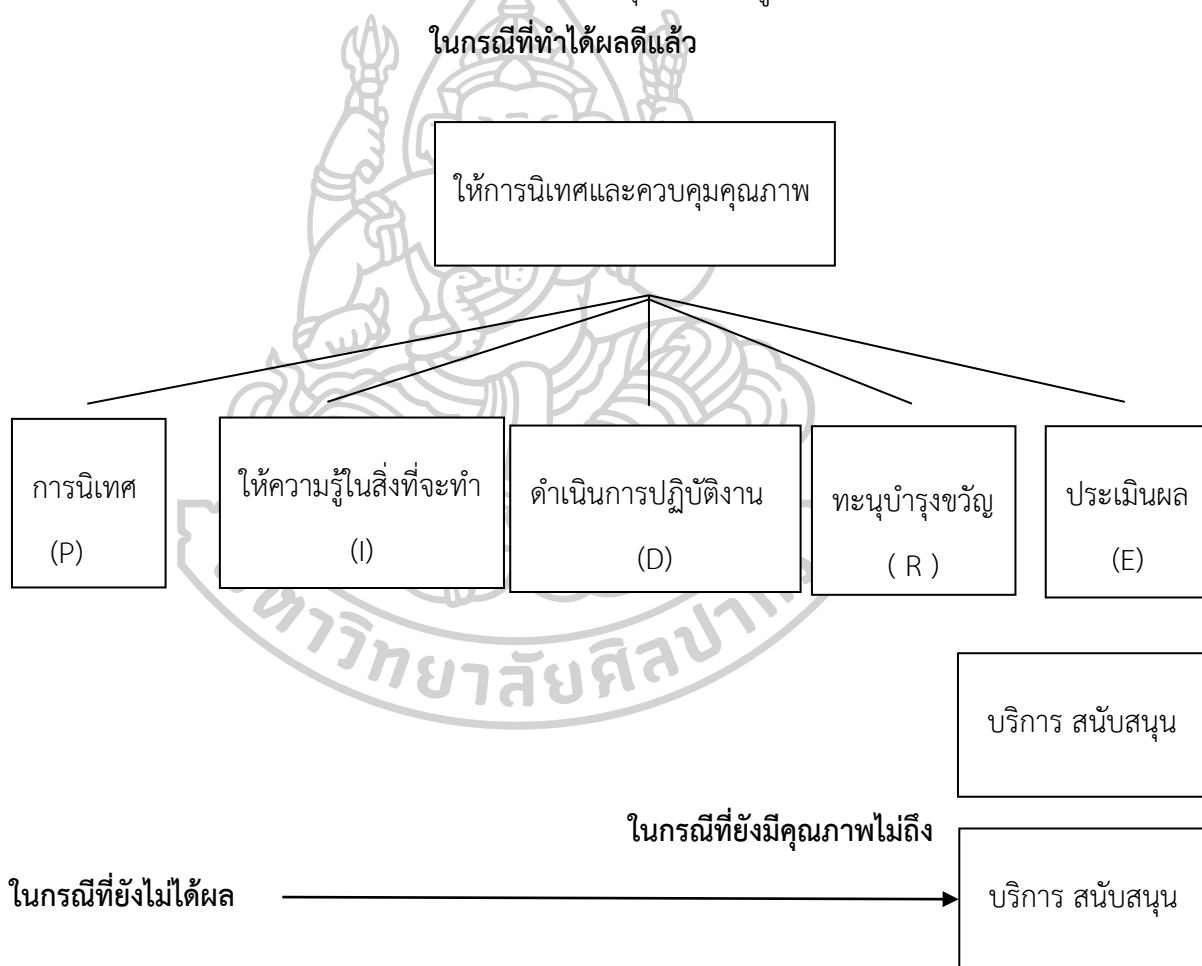 ในกรณีที่ทำได้ผลดีแล้ว
ให้การนิเทศและควบคุมคุณภาพ
การนิเทศ
(P)
ให้ความรู้ในสิ่งที่จะทำ
(I)
ดำเนินการปฏิบัติงาน
(D)
ทะนุบำรุงขวัญ
( R )
ประเมินผล
(E)
บริการ สนับสนุน
ในกรณีที่ยังมีคุณภาพไม่ถึง
ในกรณีที่ยังไม่ได้ผล
บริการ สนับสนุน